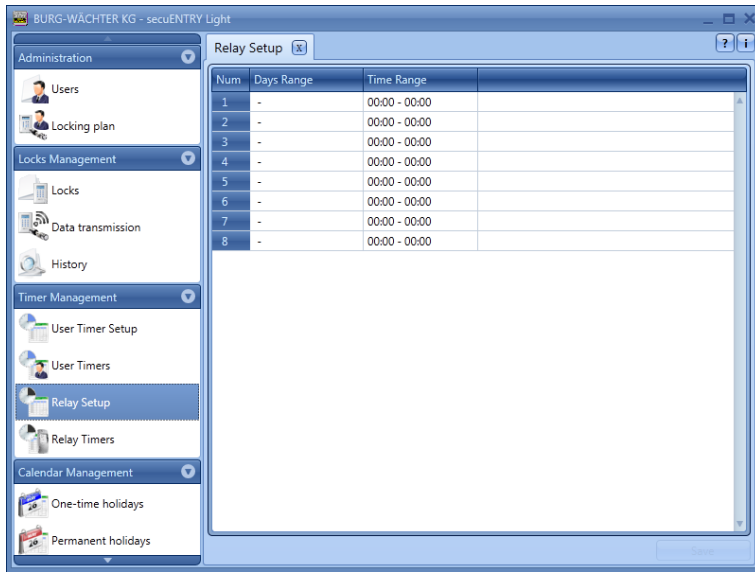 BURG-WÄCHTER KG - secuENTRY Light
Administration
Users
Locking plan
Locks Management
Locks
Data transmission
History
Timer Management
User Timer Setup
User Timers
Relay Setup
Relay Timers
Calendar Management
One-time holidays
Permanent holidays
Relay Setup x
? i
Num Days Range Time Range
1 - 00:00 - 00:00
2 - 00:00 - 00:00
3 - 00:00 - 00:00
4 - 00:00 - 00:00
5 - 00:00 - 00:00
6 - 00:00 - 00:00
7 - 00:00 - 00:00
8 - 00:00 - 00:00
Save